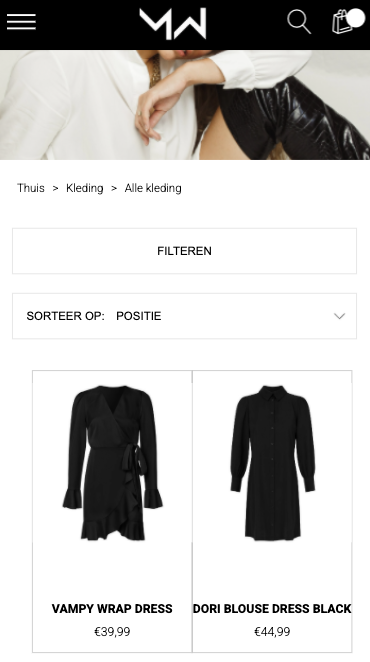 MW
Thuis > Kleding > Alle kleding
FILTEREN
SORTEER OP: POSITIE
VAMPY WRAP DRESS
€39,99
DORI BLOUSE DRESS BLACK
€44,99